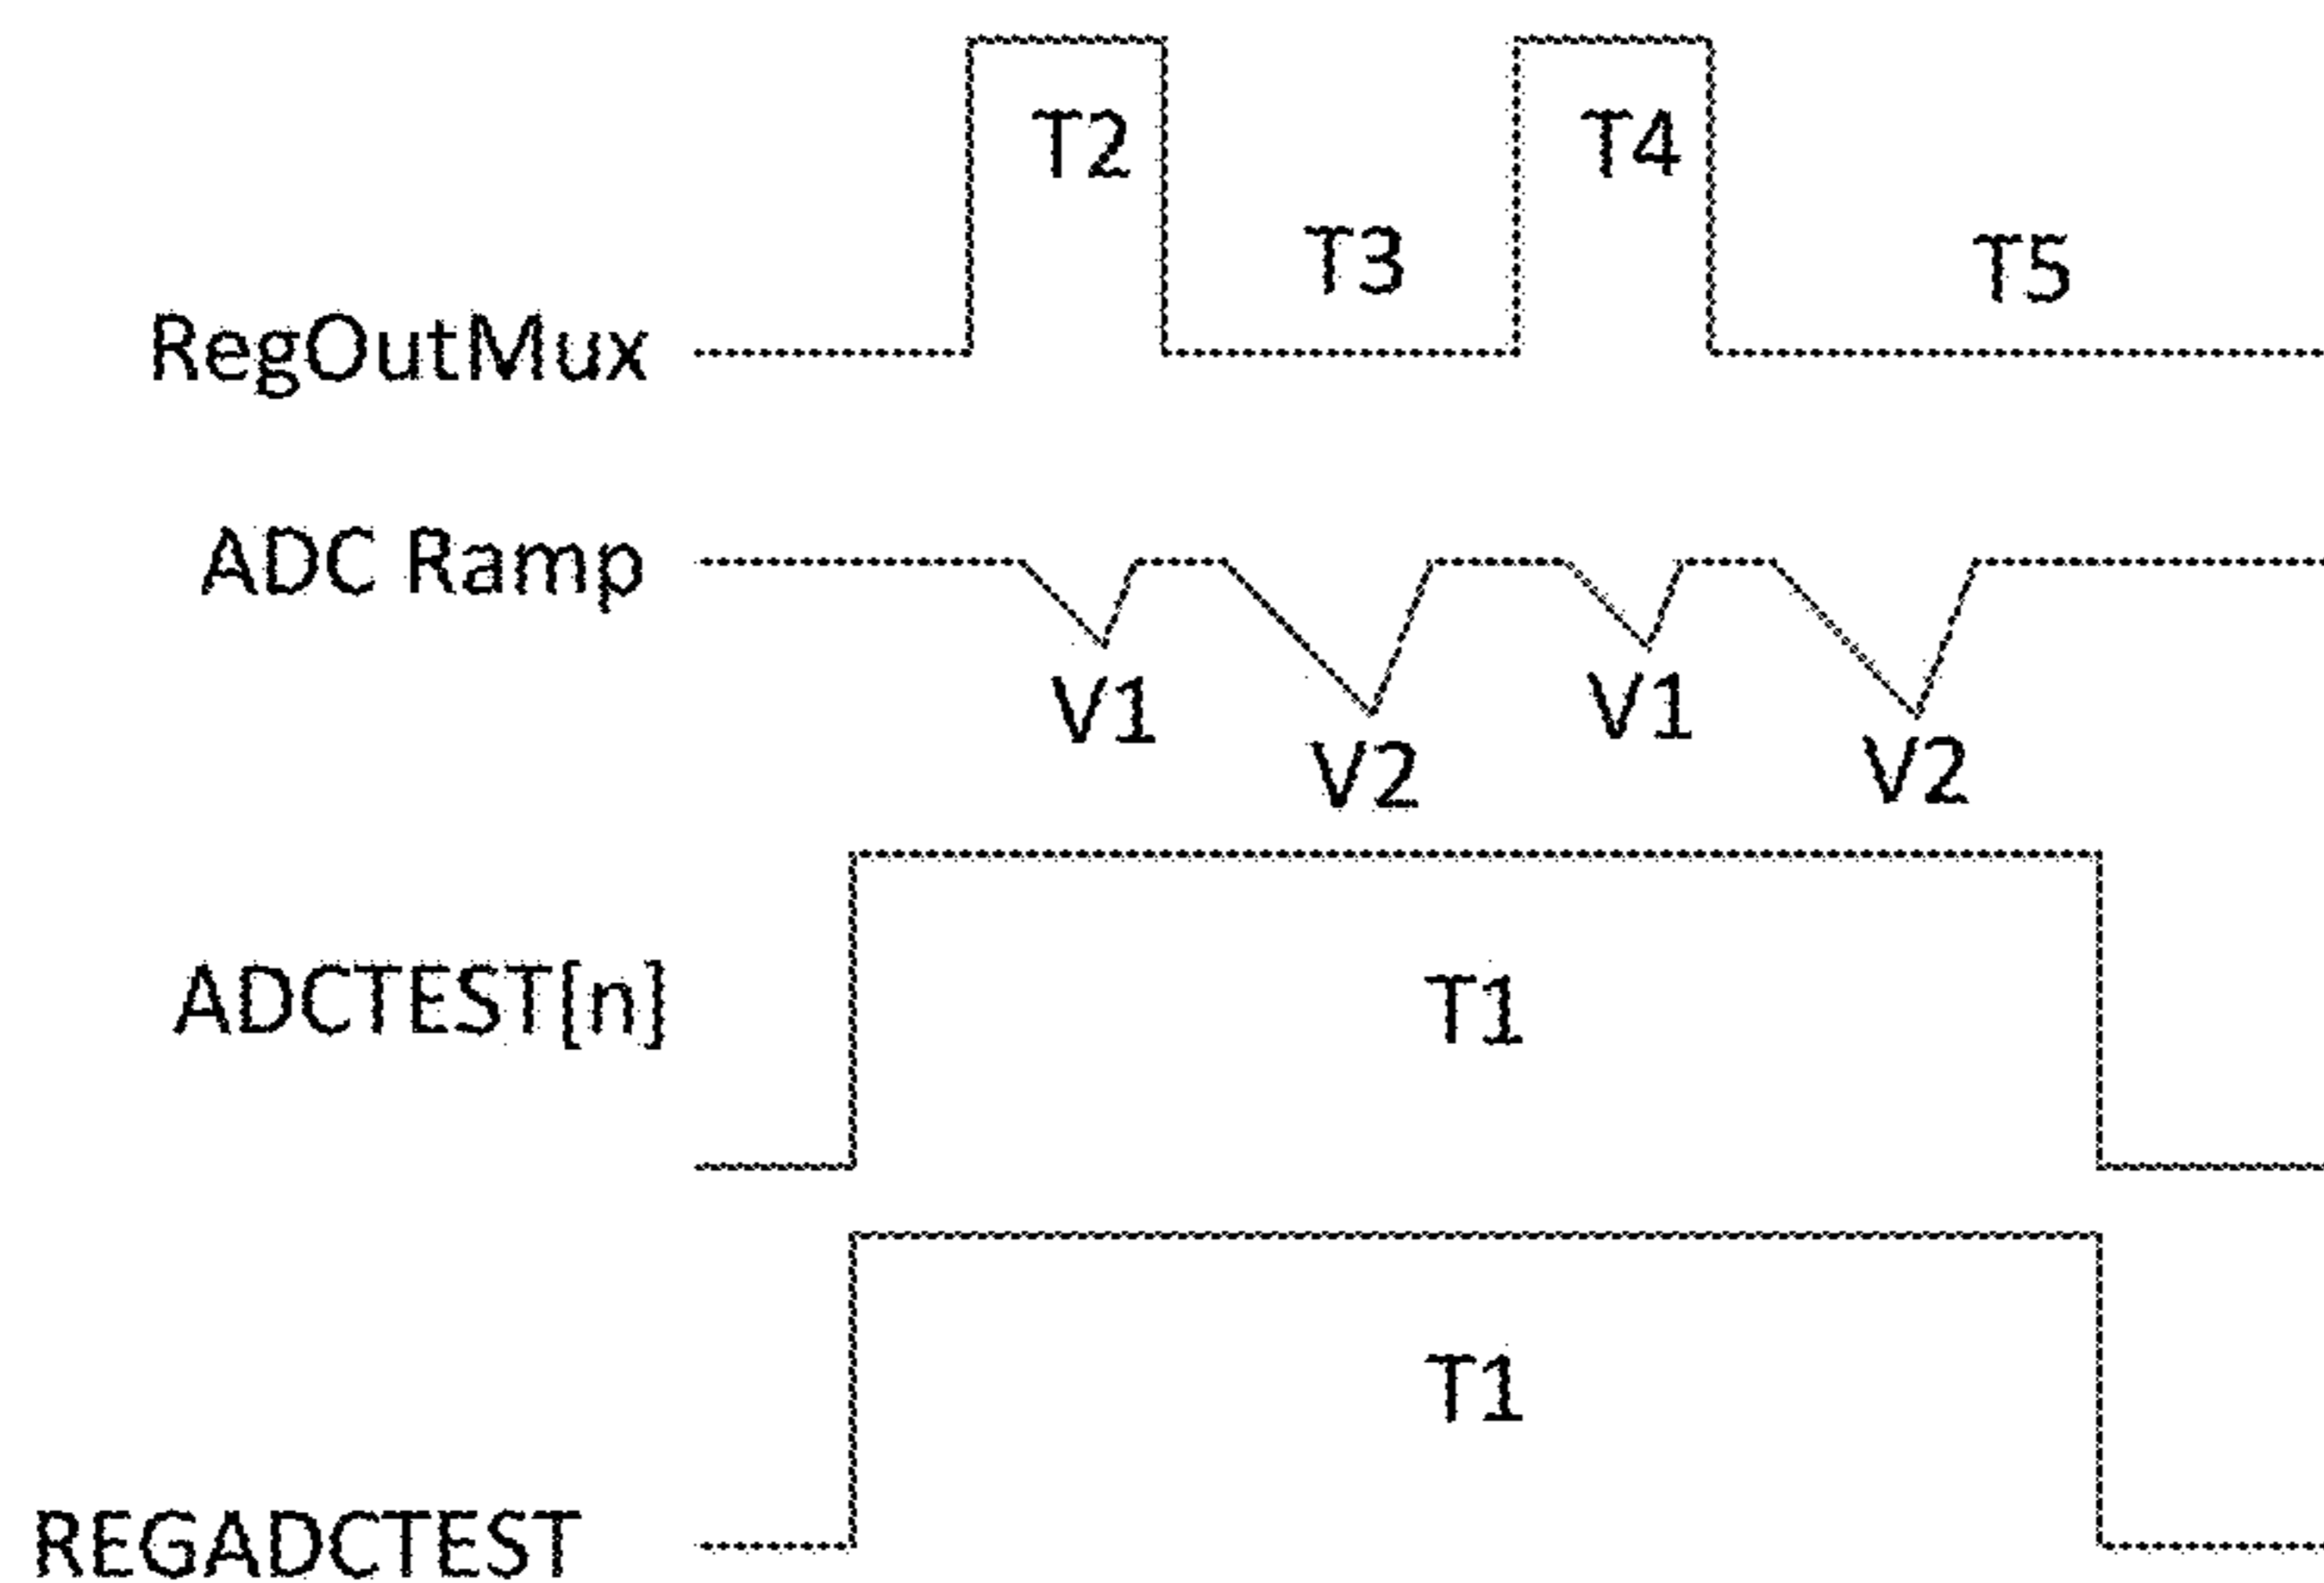 T2
T4
T3
T5
RegOutMux
ADC Ramp
V1
V1
V2
V2
ADCTEST[n]
T1
T1
REGADCTEST